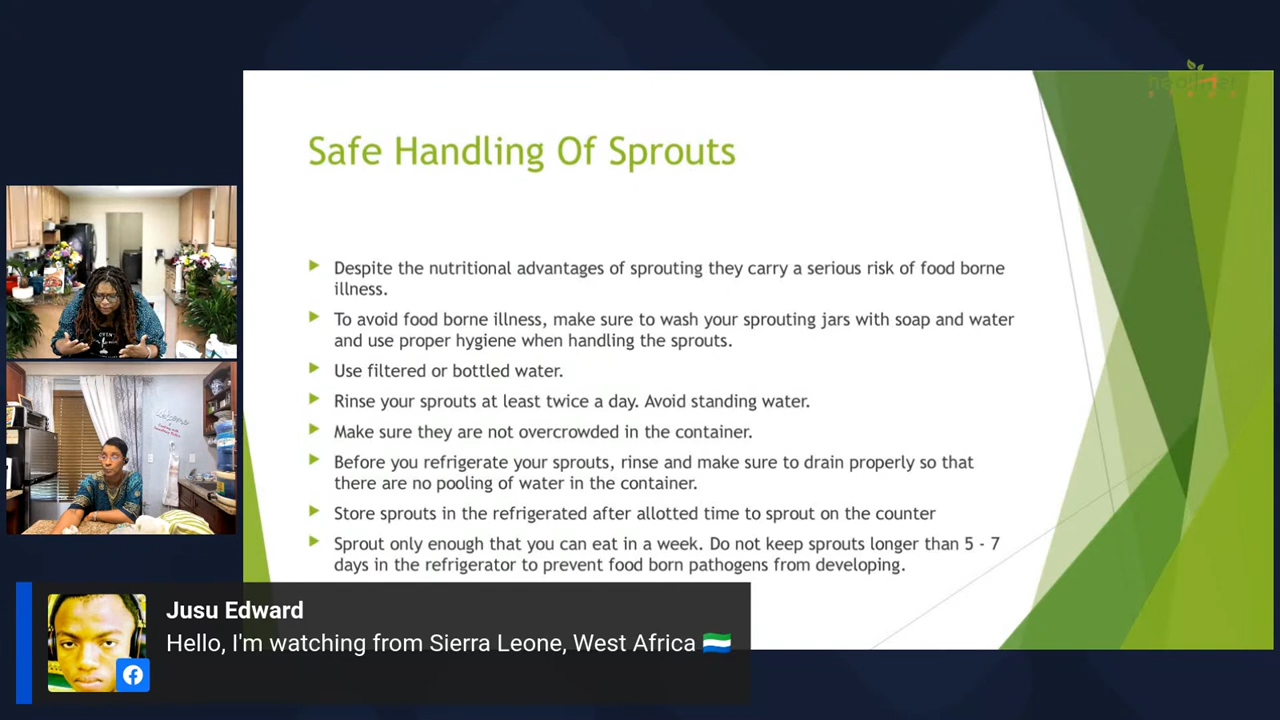 Safe Handling Of Sprouts
Despite the nutritional advantages of sprouting they carry a serious risk of food borne
illness.
To avoid food borne illness, make sure to wash your sprouting jars with soap and water
and use proper hygiene when handling the sprouts.
Use filtered or bottled water.
Rinse your sprouts at least twice a day. Avoid standing water.
Make sure they are not overcrowded in the container.
Before you refrigerate your sprouts, rinse and make sure to drain properly so that
there are no pooling of water in the container.
Store sprouts in the refrigerated after allotted time to sprout on the counter
Sprout only enough that you can eat in a week. Do not keep sprouts longer than 5 - 7
days in the refrigerator to prevent food born pathogens from developing.
Jusu Edward
Hello, I'm watching from Sierra Leone, West Africa 🇸🇱